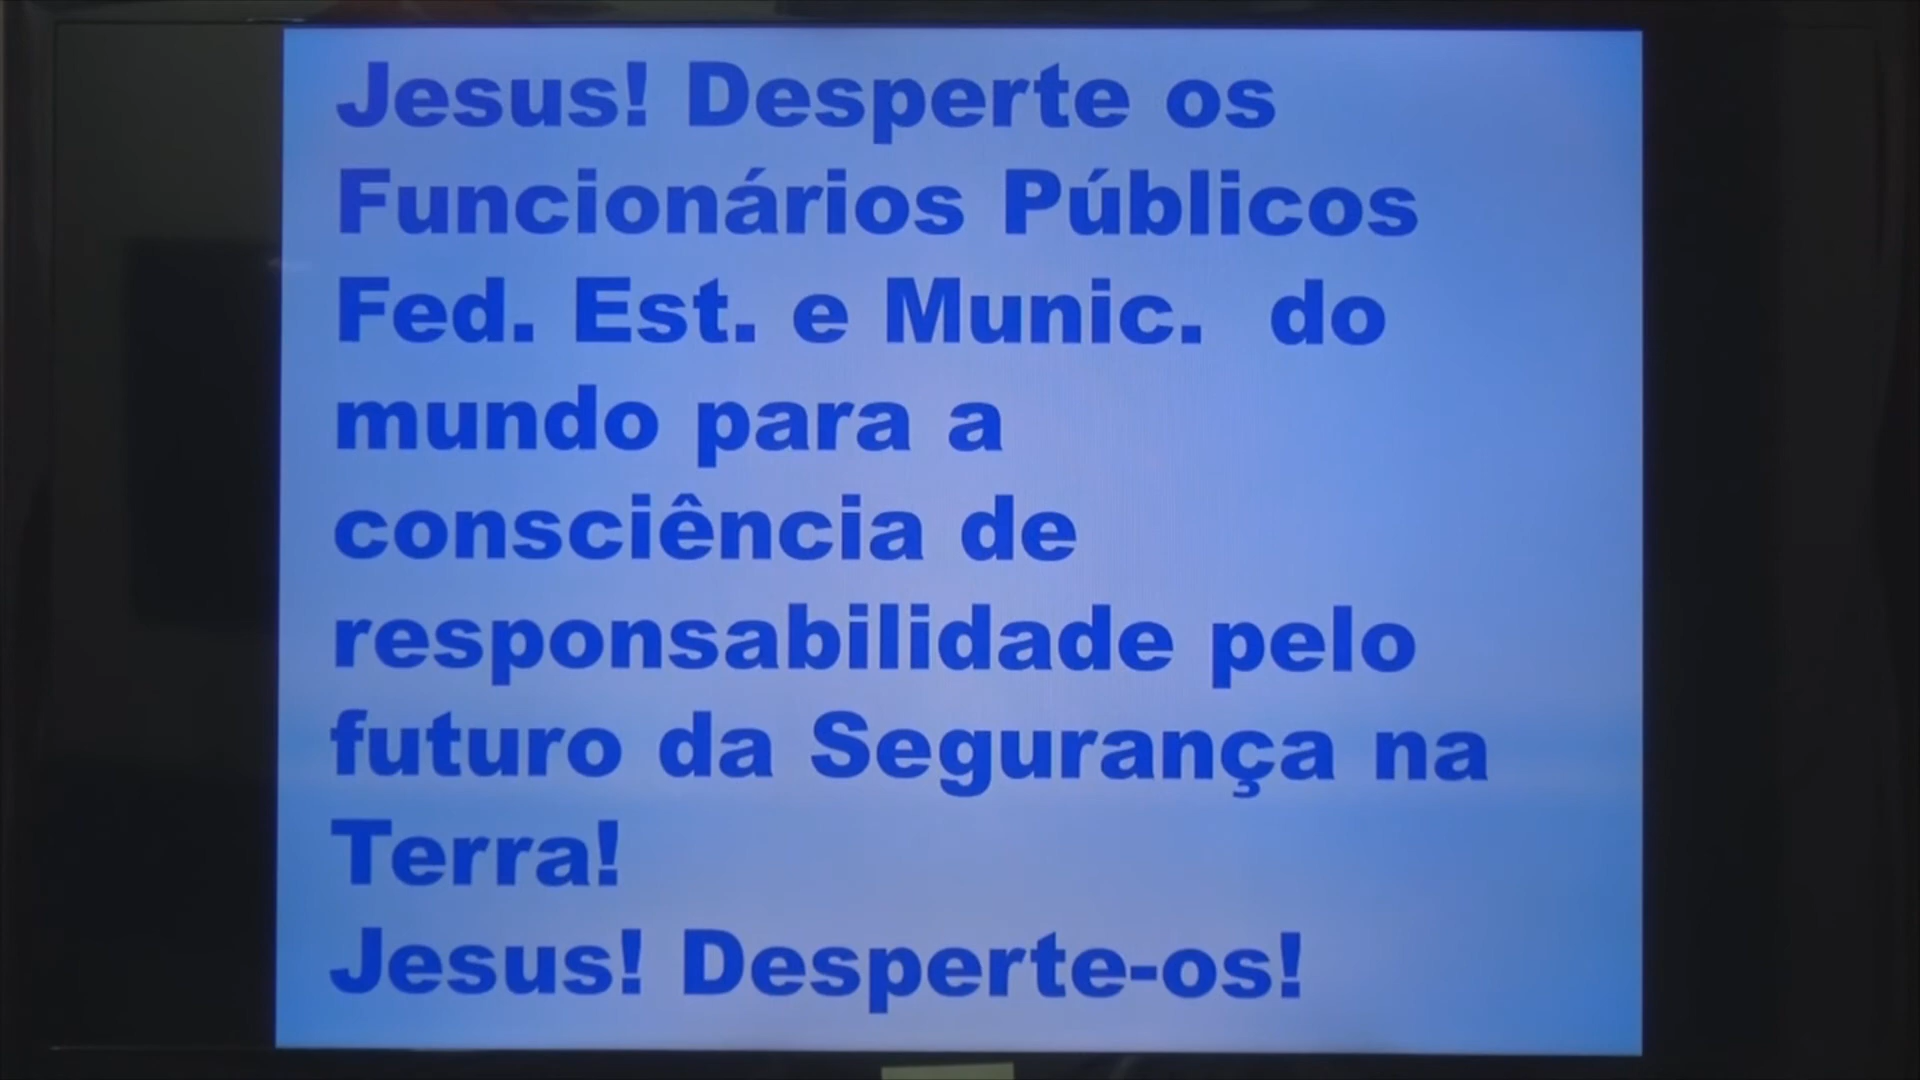 Jesus! Desperte os
Funcionários Públicos
Fed. Est. e Munic.  do
mundo para a
consciência de
responsabilidade pelo
futuro da Segurança na
Terra!
Jesus! Desperte-os!